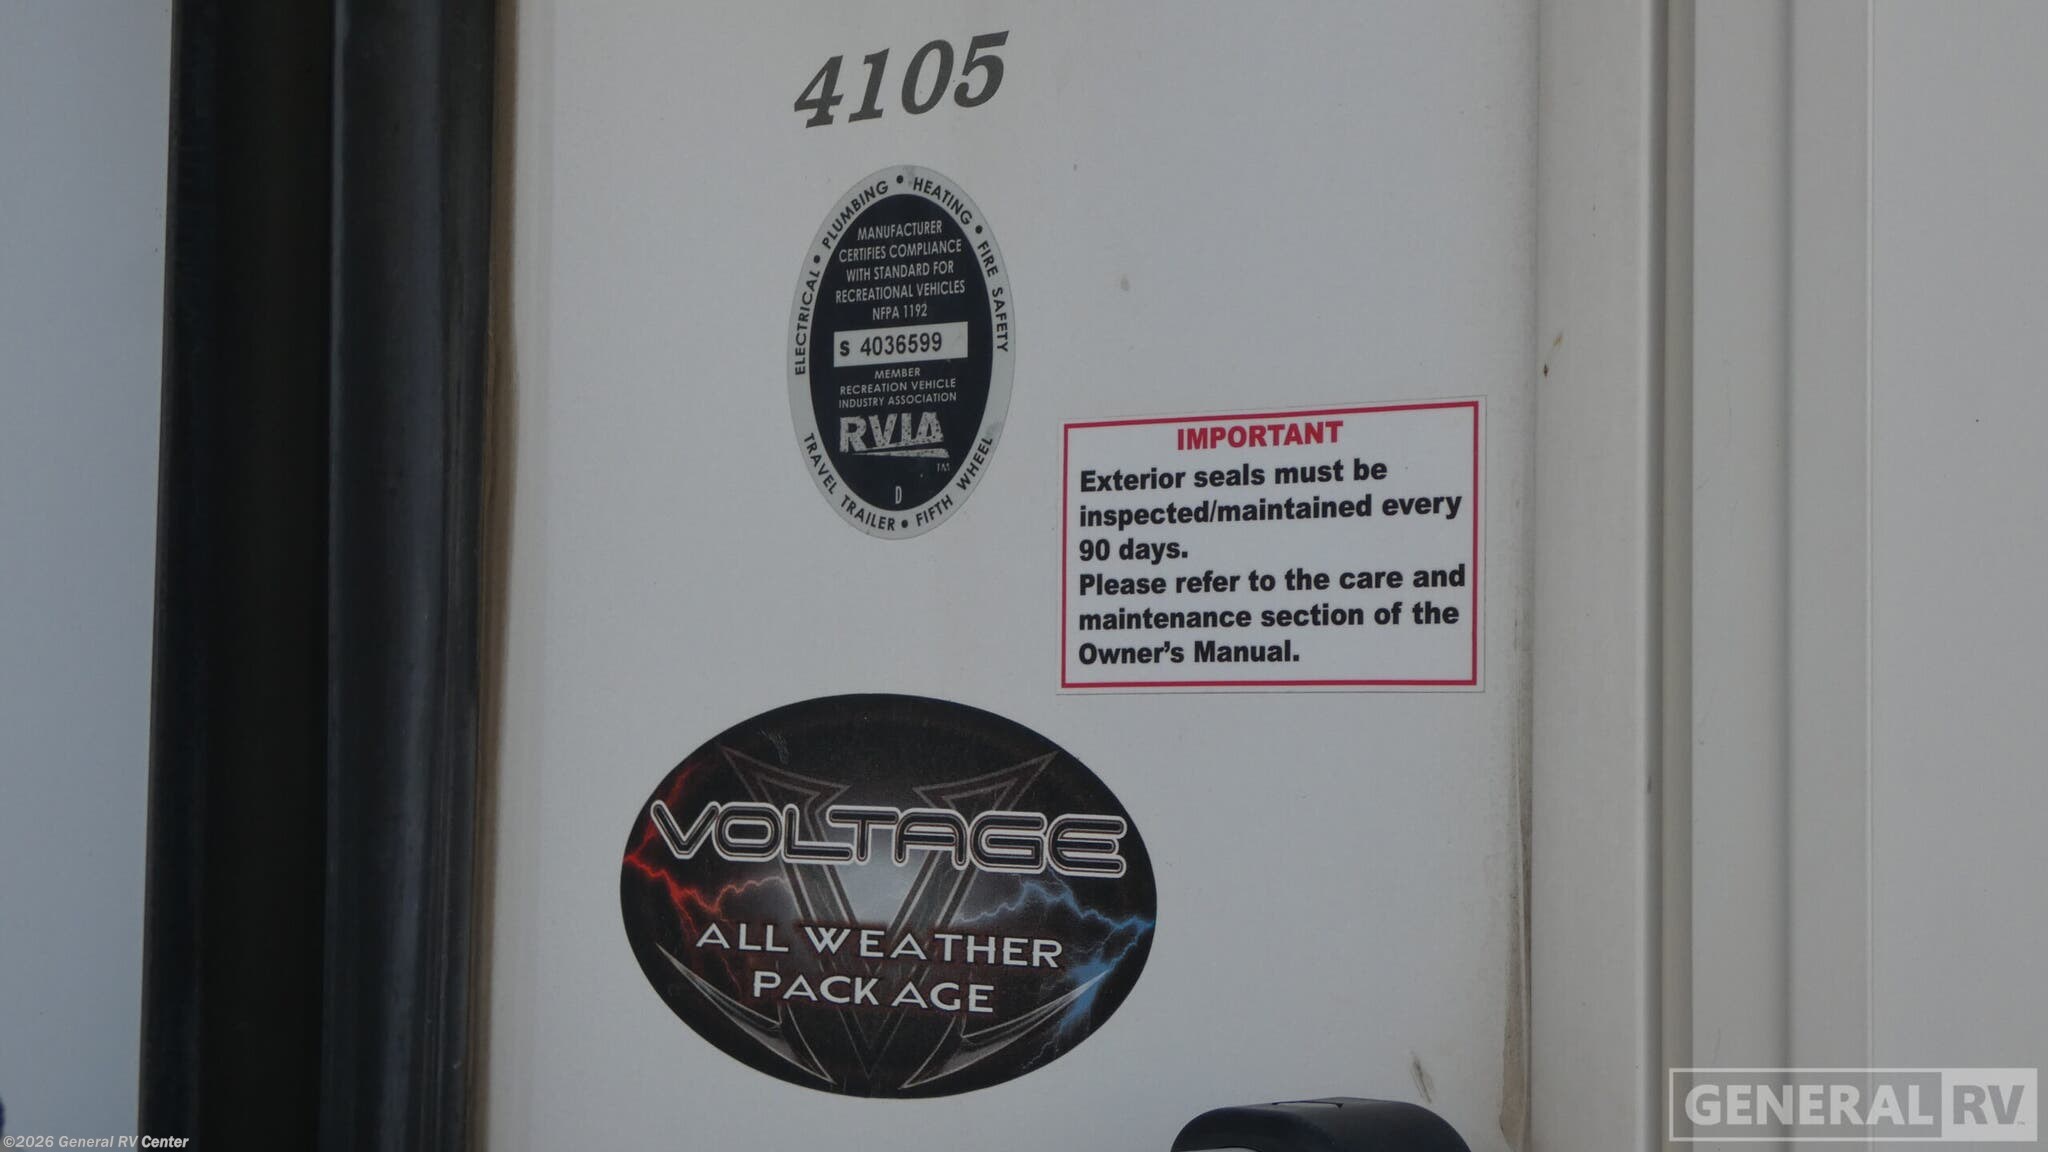 4105
ELECTRICAL • PLUMBING • HEATING • FIRE SAFETY
MANUFACTURER
CERTIFIES COMPLIANCE
WITH STANDARD FOR
RECREATIONAL VEHICLES
NFPA 1192
S 4036599
MEMBER
RECREATION VEHICLE
INDUSTRY ASSOCIATION
RVIA
TM
D
TRAVEL TRAILER • FIFTH WHEEL
IMPORTANT
Exterior seals must be
inspected/maintained every
90 days.
Please refer to the care and
maintenance section of the
Owner's Manual.
VOLTAGE
ALL WEATHER
PACKAGE
GENERAL RV
©2026 General RV Center